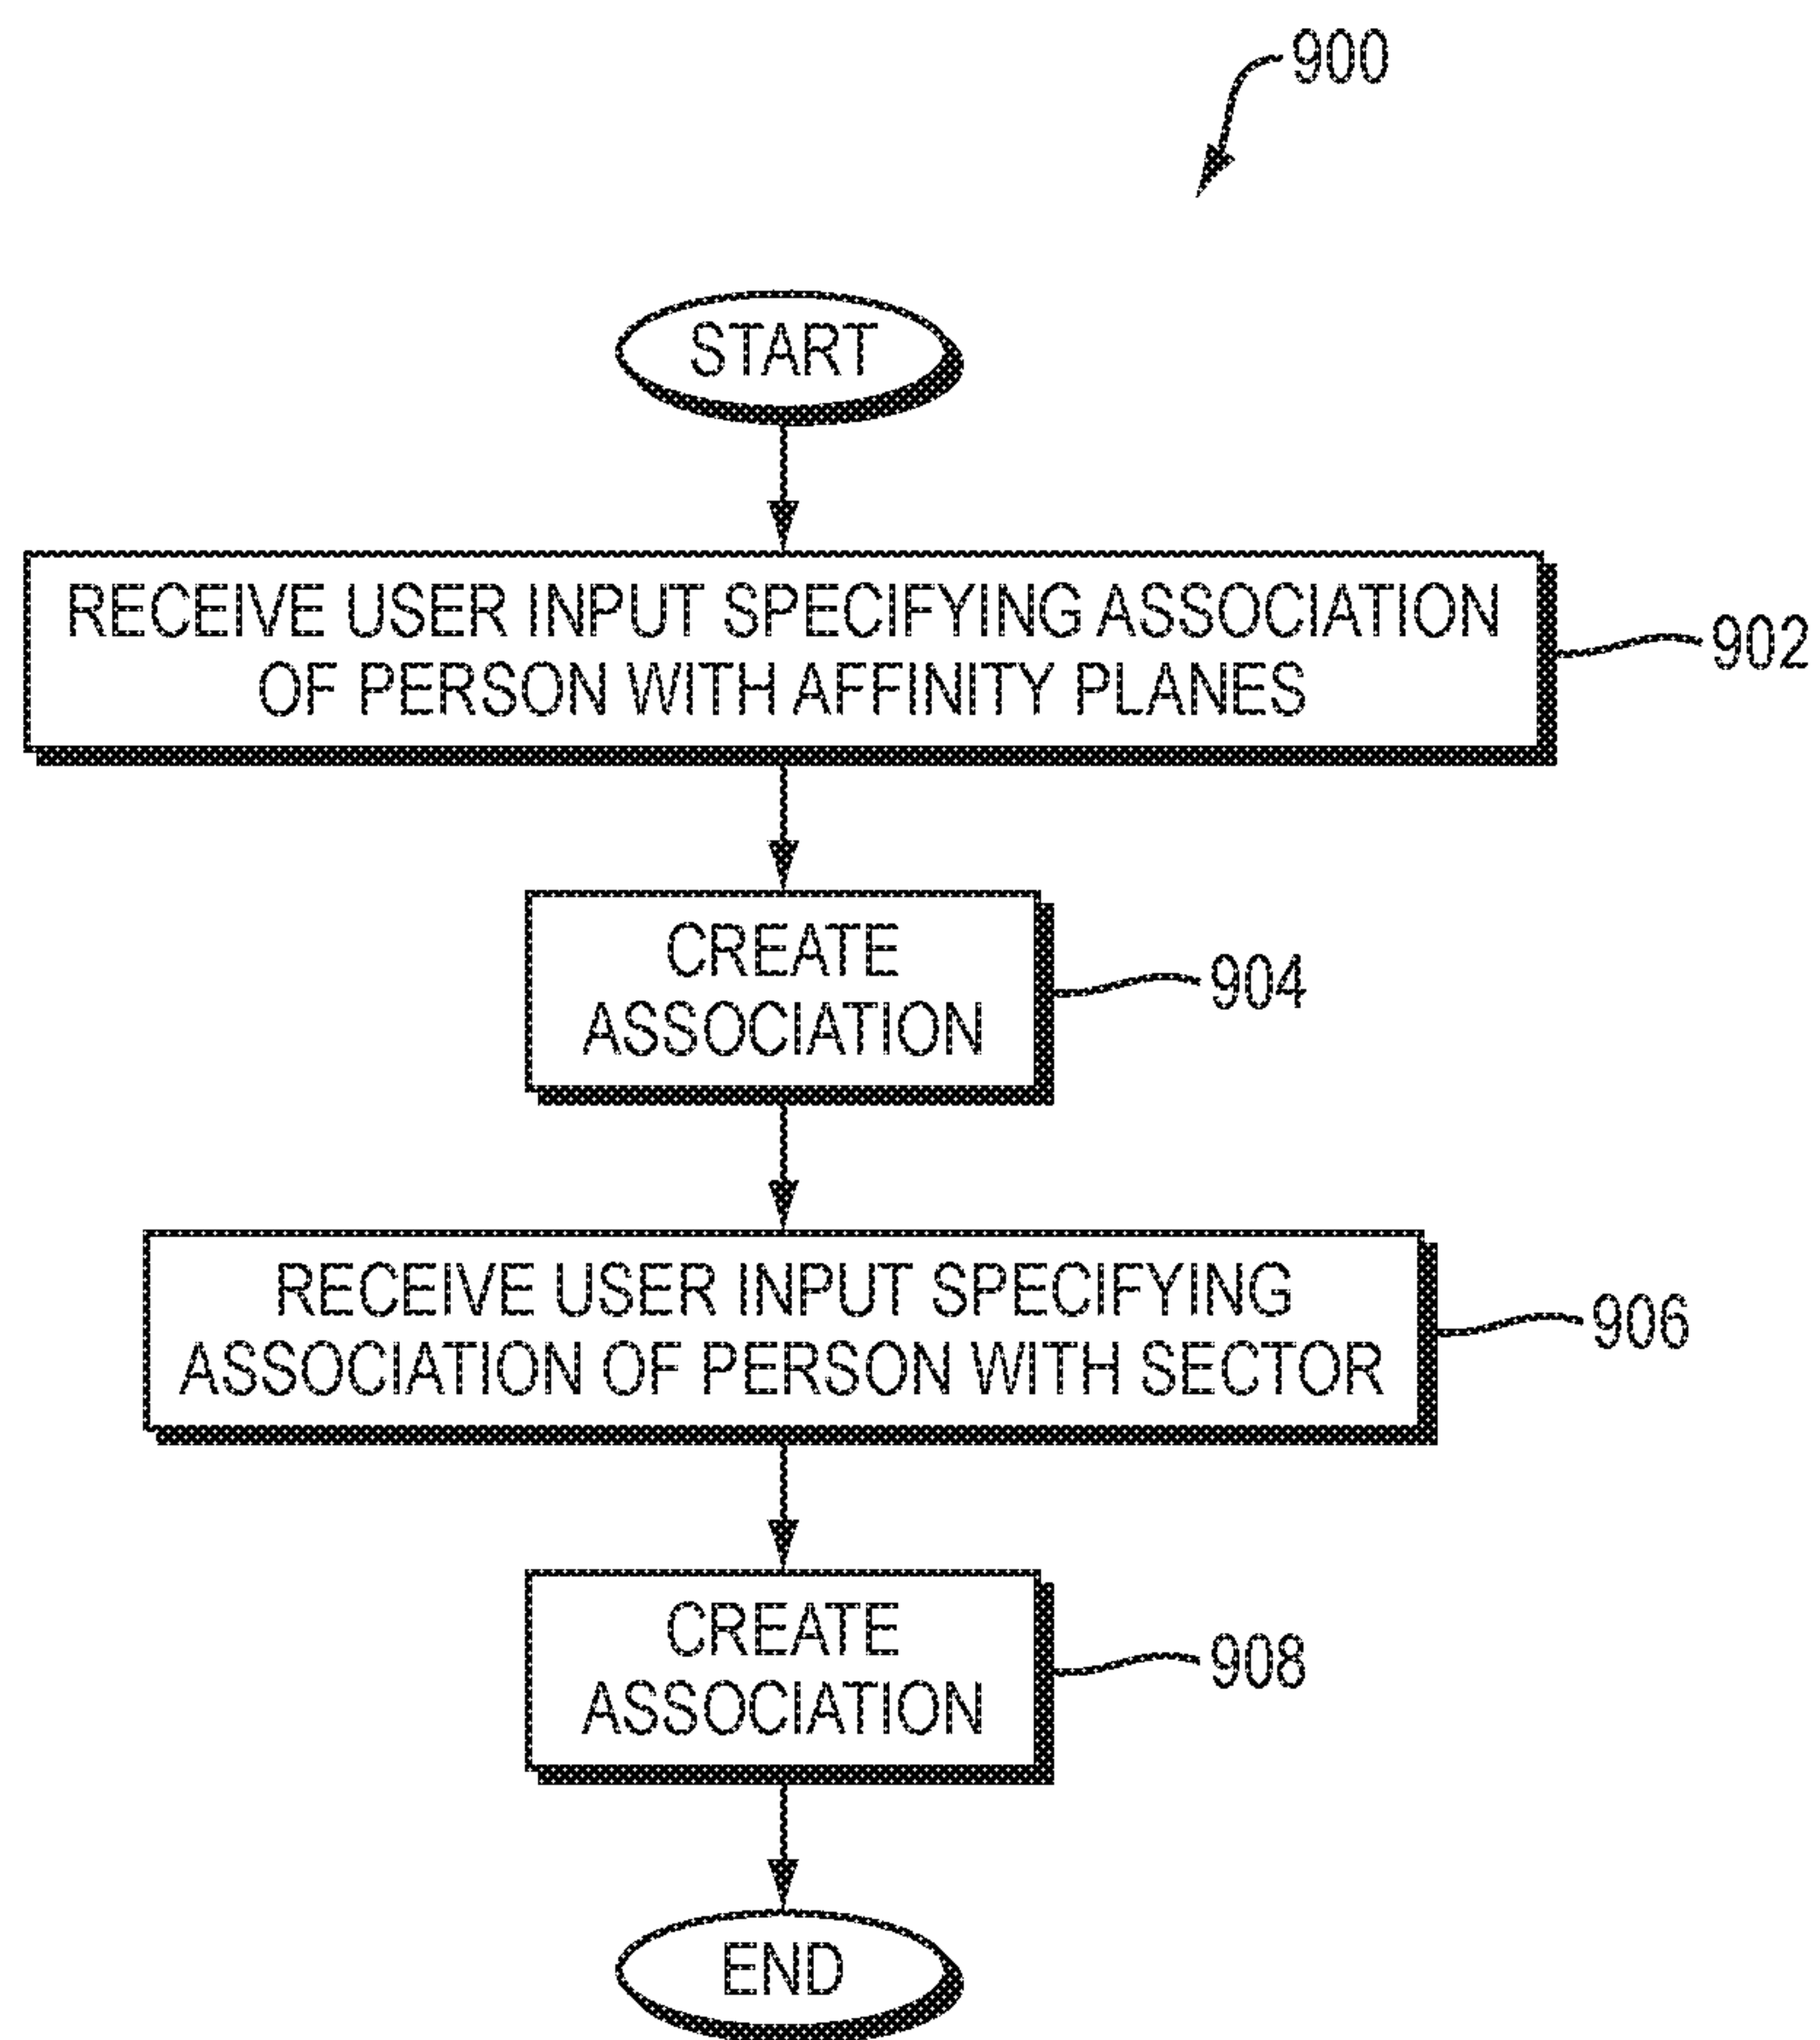 900
START
RECEIVE USER INPUT SPECIFYING ASSOCIATION
OF PERSON WITH AFFINITY PLANES
902
CREATE
ASSOCIATION
904
RECEIVE USER INPUT SPECIFYING
ASSOCIATION OF PERSON WITH SECTOR
906
CREATE
ASSOCIATION
908
END